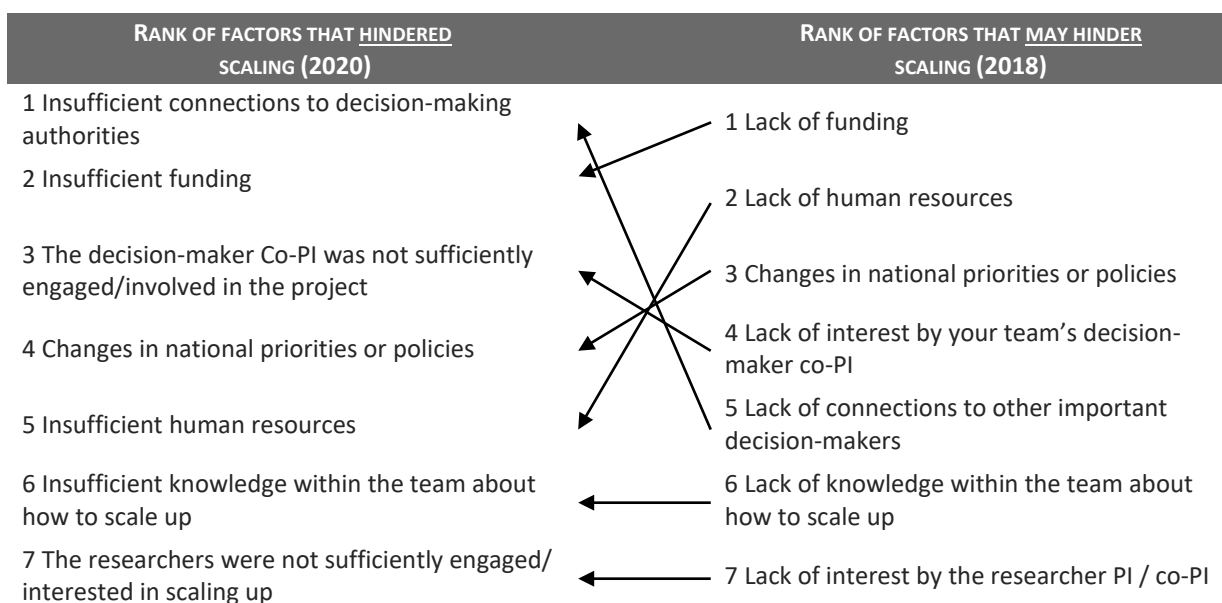 RANK OF FACTORS THAT HINDERED
SCALING (2020)
1 Insufficient connections to decision-making
authorities
2 Insufficient funding
3 The decision-maker Co-PI was not sufficiently
engaged/involved in the project
4 Changes in national priorities or policies
5 Insufficient human resources
6 Insufficient knowledge within the team about
how to scale up
7 The researchers were not sufficiently engaged/
interested in scaling up
RANK OF FACTORS THAT MAY HINDER
SCALING (2018)
1 Lack of funding
2 Lack of human resources
3 Changes in national priorities or policies
4 Lack of interest by your team’s decision-
maker co-PI
5 Lack of connections to other important
decision-makers
6 Lack of knowledge within the team about
how to scale up
7 Lack of interest by the researcher PI / co-PI